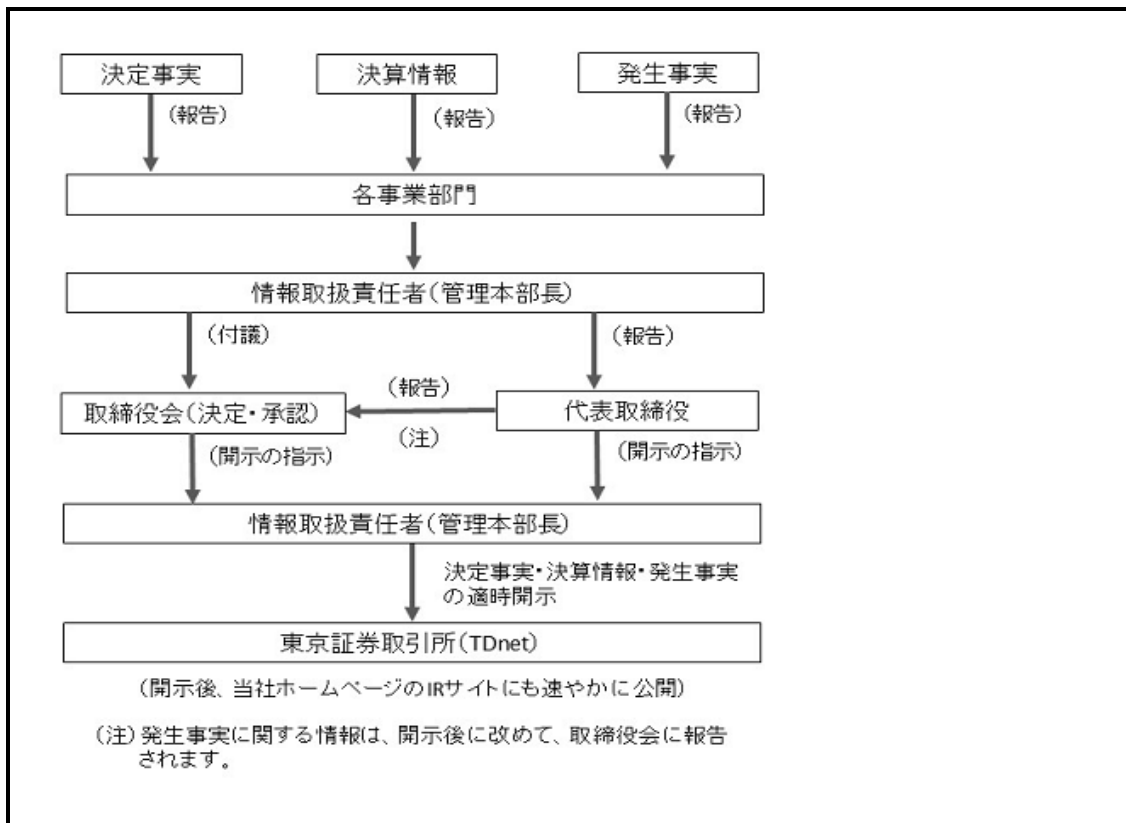 決定事実
決算情報
発生事実
(報告)
(報告)
(報告)
各事業部門
情報取扱責任者(管理本部長)
(付議)
(報告)
取締役会(決定・承認)
(報告)
(注)
代表取締役
(開示の指示)
(開示の指示)
情報取扱責任者(管理本部長)
決定事実・決算情報・発生事実
の適時開示
東京証券取引所(TDnet)
(開示後、当社ホームページのIRサイトにも速やかに公開)
(注)発生事実に関する情報は、開示後に改めて、取締役会に報告
されます。